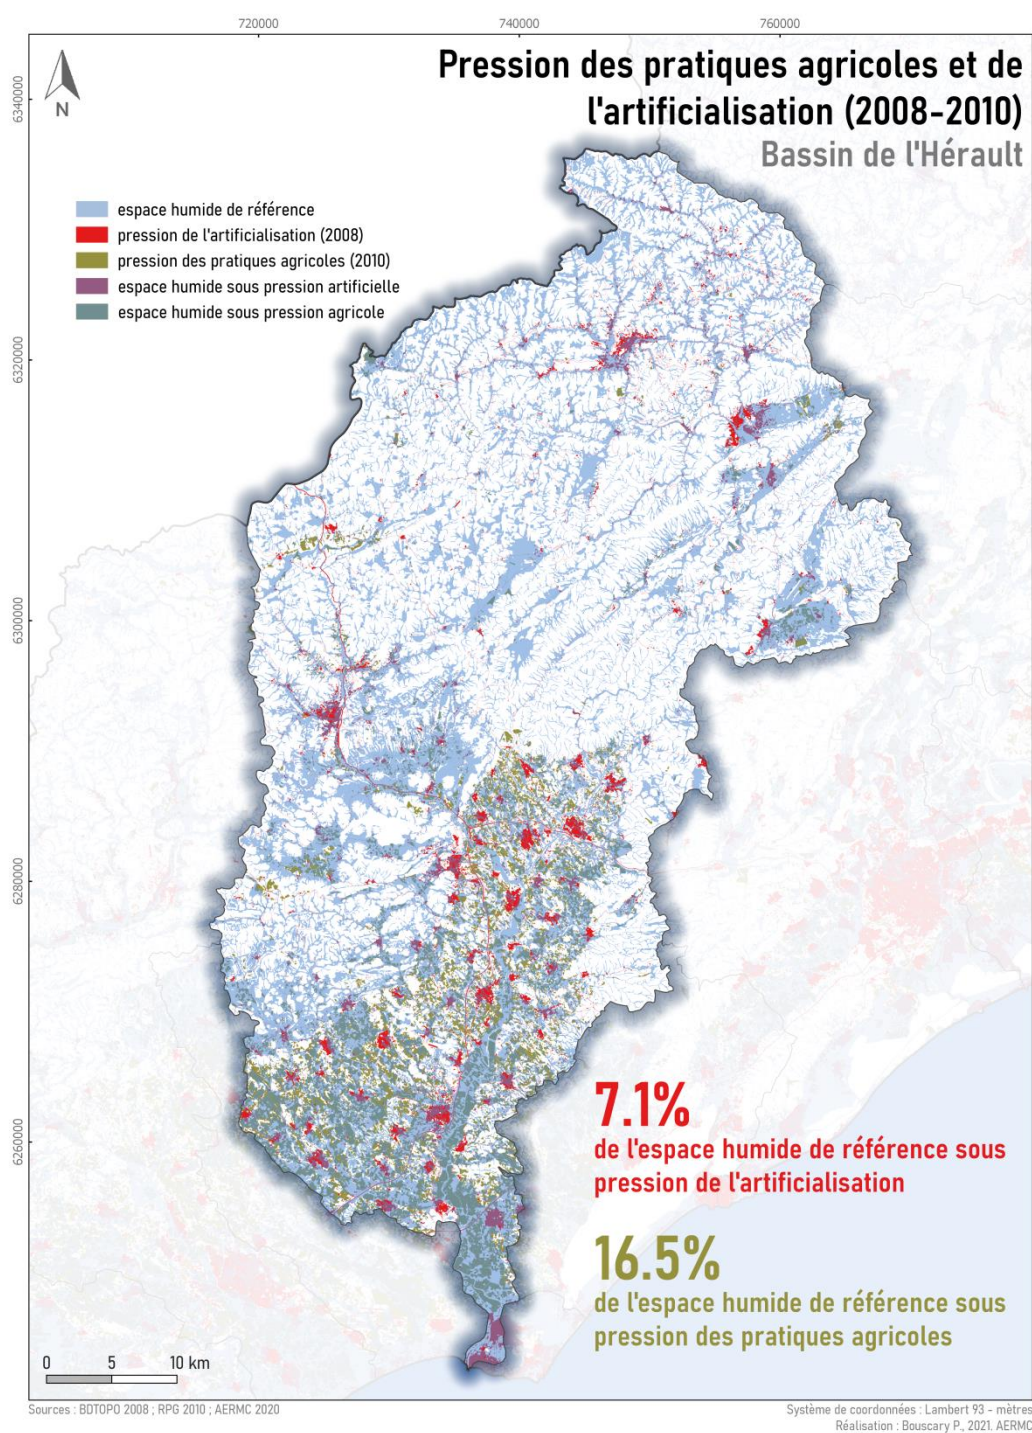 720000
740000
760000
Pression des pratiques agricoles et de
l'artificialisation (2008-2010)
Bassin de l'Hérault
N
6340000
espace humide de référence
pression de l'artificialisation (2008)
pression des pratiques agricoles (2010)
espace humide sous pression artificielle
espace humide sous pression agricole
6320000
6300000
6280000
6260000
7.1%
de l'espace humide de référence sous
pression de l'artificialisation
16.5%
de l'espace humide de référence sous
pression des pratiques agricoles
0 5 10 km
Sources : BDTOPO 2008 ; RPG 2010 ; AERMC 2020
Système de coordonnées : Lambert 93 - mètres
Réalisation : Bouscary P., 2021. AERMC